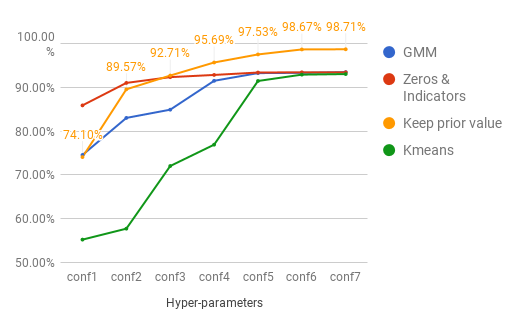 100.00
%
90.00%
80.00%
70.00%
60.00%
50.00%
74.10%
89.57%
92.71%
95.69%
97.53%
98.67%
98.71%
conf1 conf2 conf3 conf4 conf5 conf6 conf7
Hyper-parameters
GMM
Zeros &
Indicators
Keep prior value
Kmeans